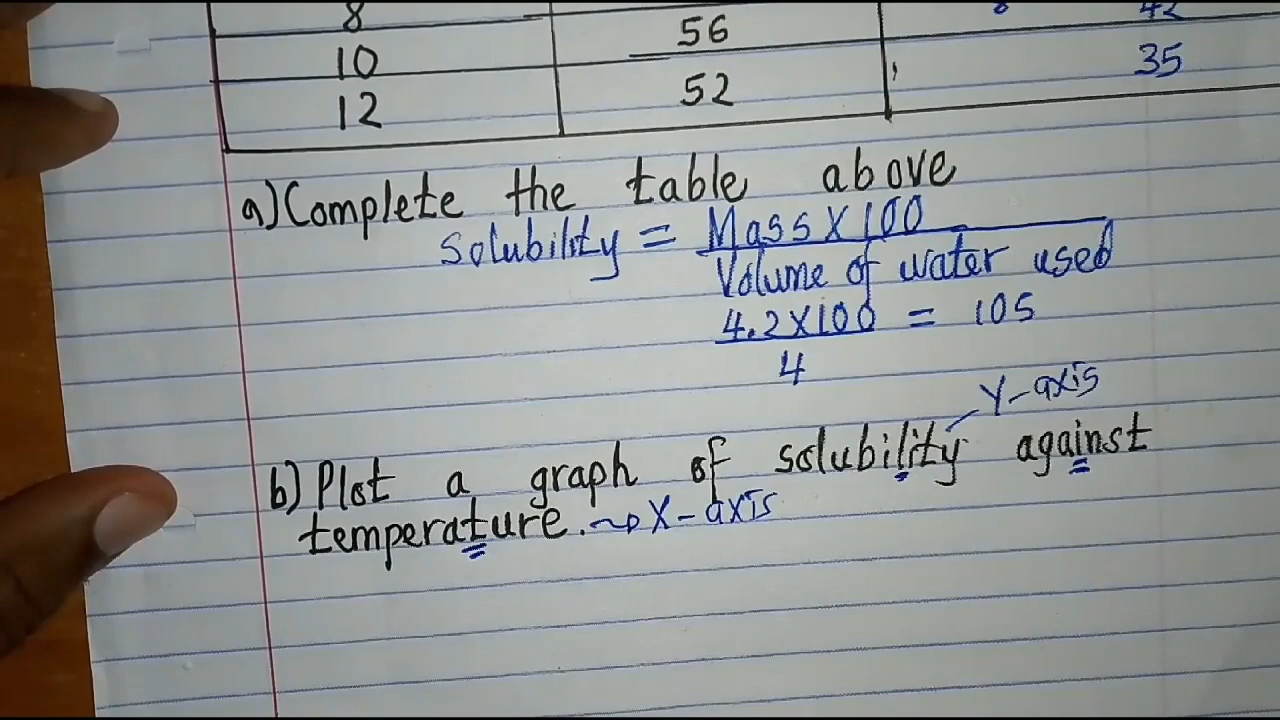 8 42
10 56
12 52 35
a) Complete the table above
Solubility = Mass X 100
Volume of water used
4.2 X 100 = 105
4
Y-axis
b) Plot a graph of solubility against
temperature. X-axis